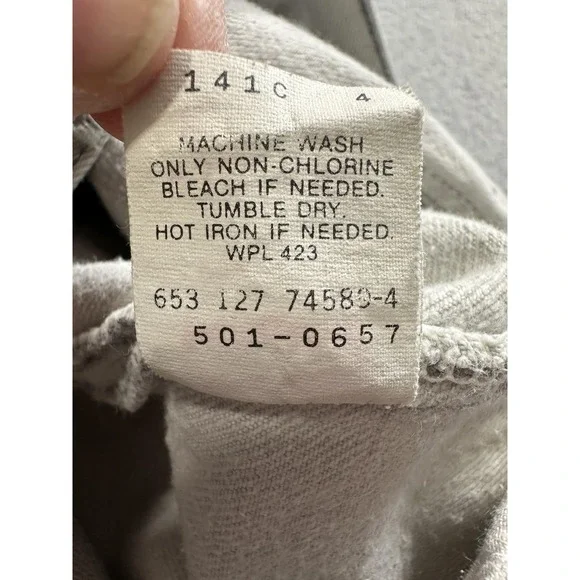 141C 4
MACHINE WASH
ONLY NON-CHLORINE
BLEACH IF NEEDED.
TUMBLE DRY.
HOT IRON IF NEEDED.
WPL 423
653 127 74589-4
501-0657